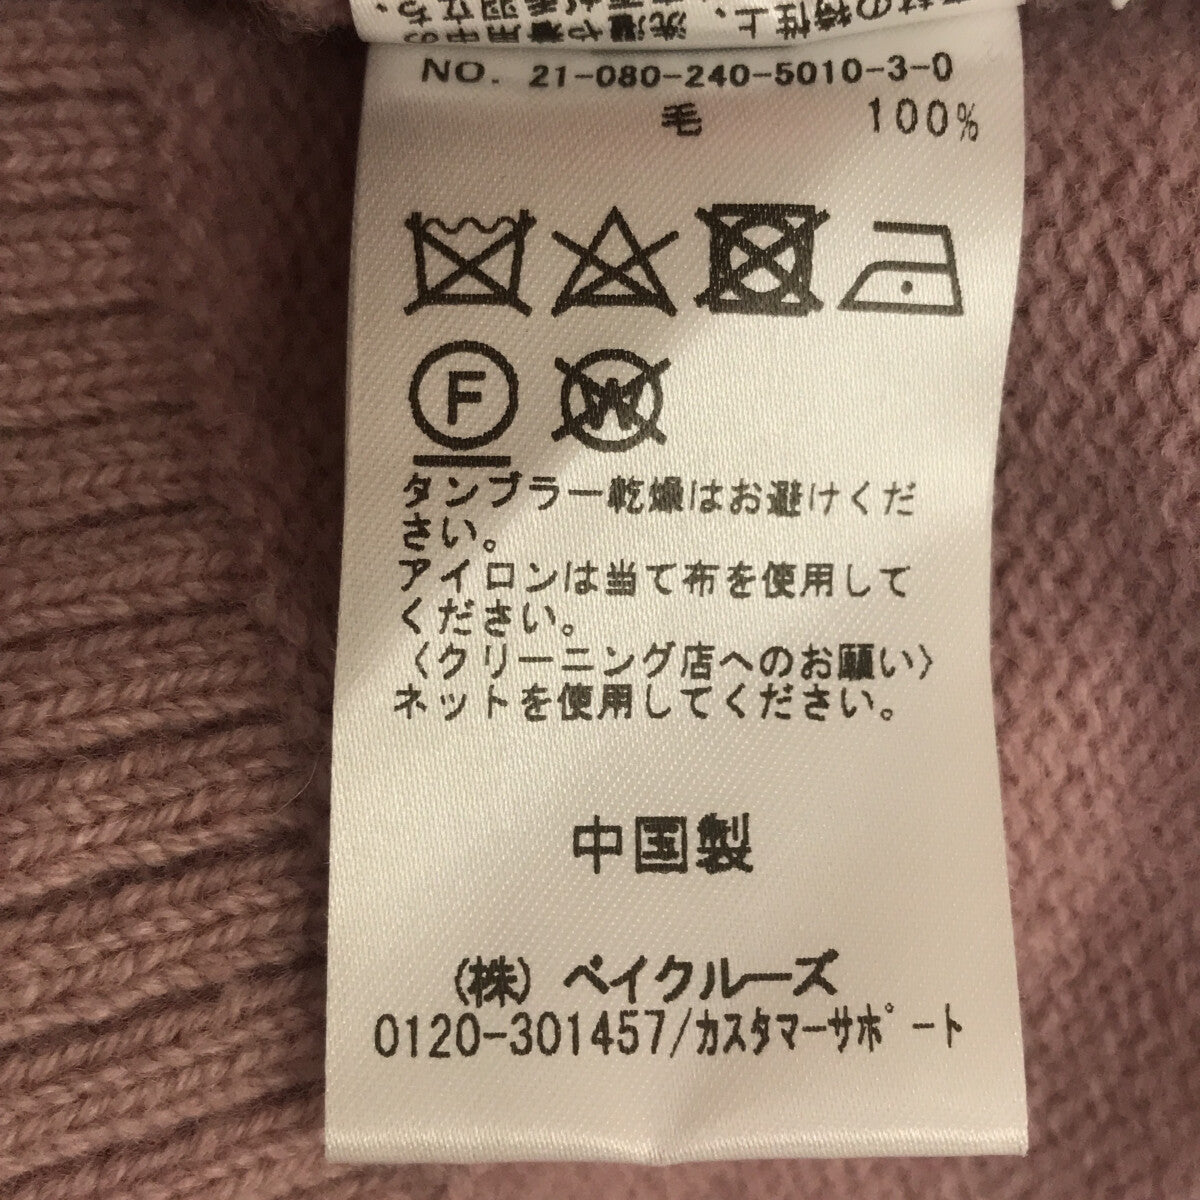 NO. 21-080-240-5010-3-0
毛 100%
F
W
タンブラー乾燥はお避けくだ
さい。
アイロンは当て布を使用して
ください。
〈クリーニング店へのお願い〉
ネットを使用してください。
中国製
(株) ベイクルーズ
0120-301457/カスタマーサポート